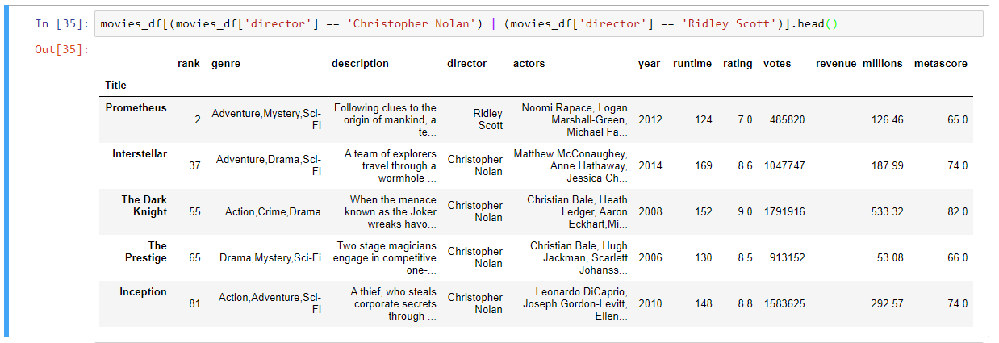 In [35]: movies_df[(movies_df['director'] == 'Christopher Nolan') | (movies_df['director'] == 'Ridley Scott')].head()
Out[35]:
rank genre description director actors year runtime rating votes revenue_millions metascore
Title
Prometheus 2 Adventure,Mystery,Sci-Fi Following clues to the origin of mankind, a te... Ridley Scott Noomi Rapace, Logan Marshall-Green, Michael Fa... 2012 124 7.0 485820 126.46 65.0
Interstellar 37 Adventure,Drama,Sci-Fi A team of explorers travel through a wormhole ... Christopher Nolan Matthew McConaughey, Anne Hathaway, Jessica Ch... 2014 169 8.6 1047747 187.99 74.0
The Dark Knight 55 Action,Crime,Drama When the menace known as the Joker wreaks havo... Christopher Nolan Christian Bale, Heath Ledger, Aaron Eckhart,Mi... 2008 152 9.0 1791916 533.32 82.0
The Prestige 65 Drama,Mystery,Sci-Fi Two stage magicians engage in competitive one-... Christopher Nolan Christian Bale, Hugh Jackman, Scarlett Johanss... 2006 130 8.5 913152 53.08 66.0
Inception 81 Action,Adventure,Sci-Fi A thief, who steals corporate secrets through ... Christopher Nolan Leonardo DiCaprio, Joseph Gordon-Levitt, Ellen... 2010 148 8.8 1583625 292.57 74.0